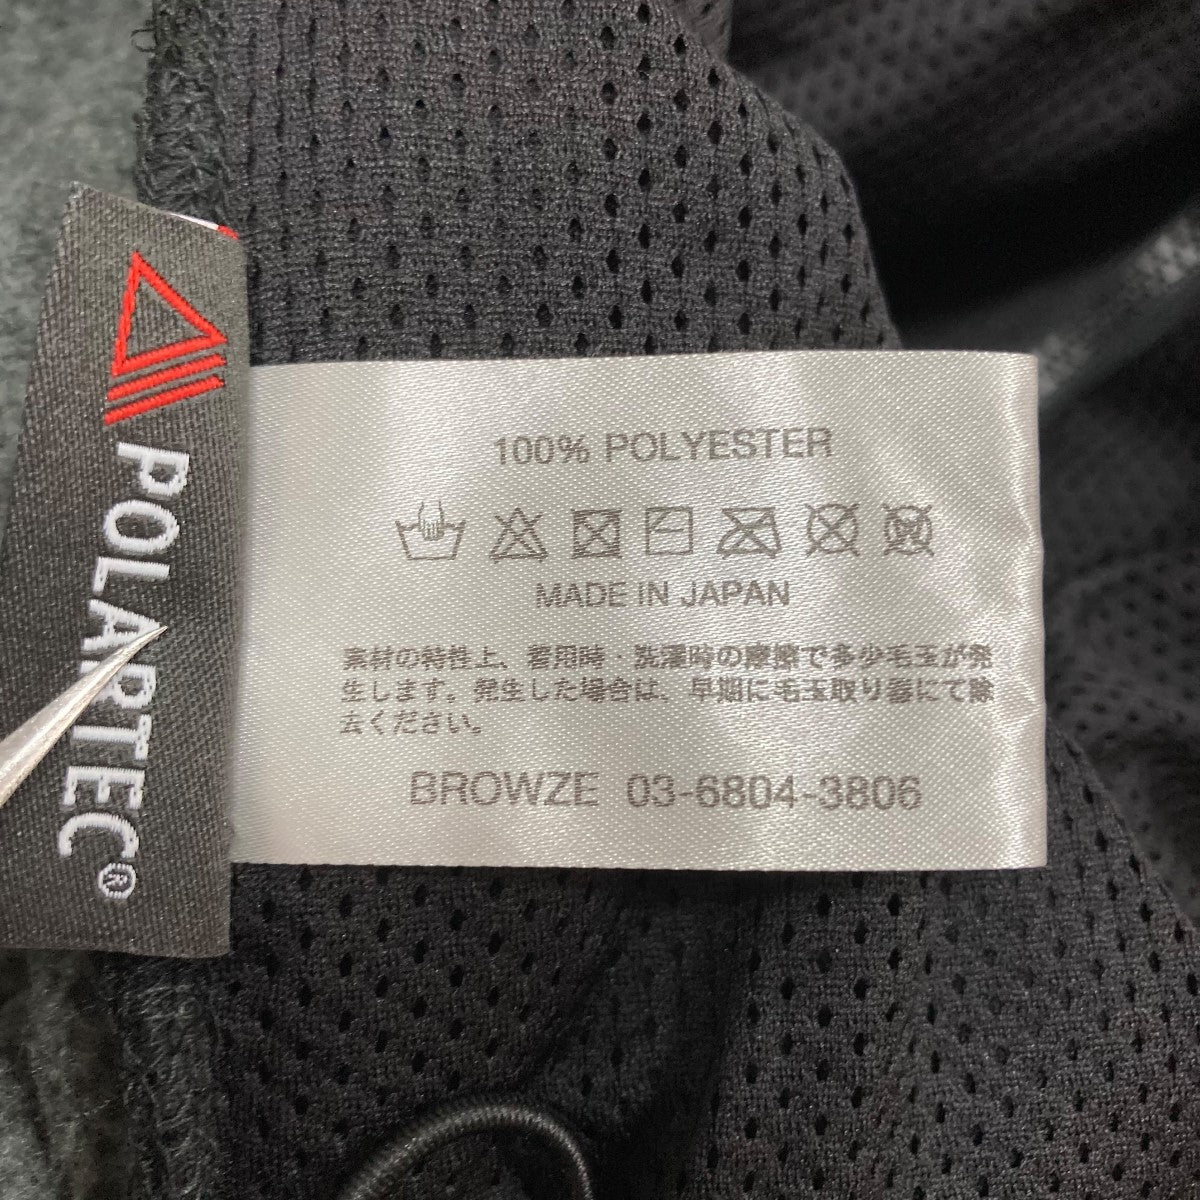 POLARTEC®
100% POLYESTER
MADE IN JAPAN
素材の特性上、着用時・洗濯時の摩擦で多少毛玉が発
生します。発生した場合は、早期に毛玉取り器にて除
去ください。
BROWZE 03-6804-3806